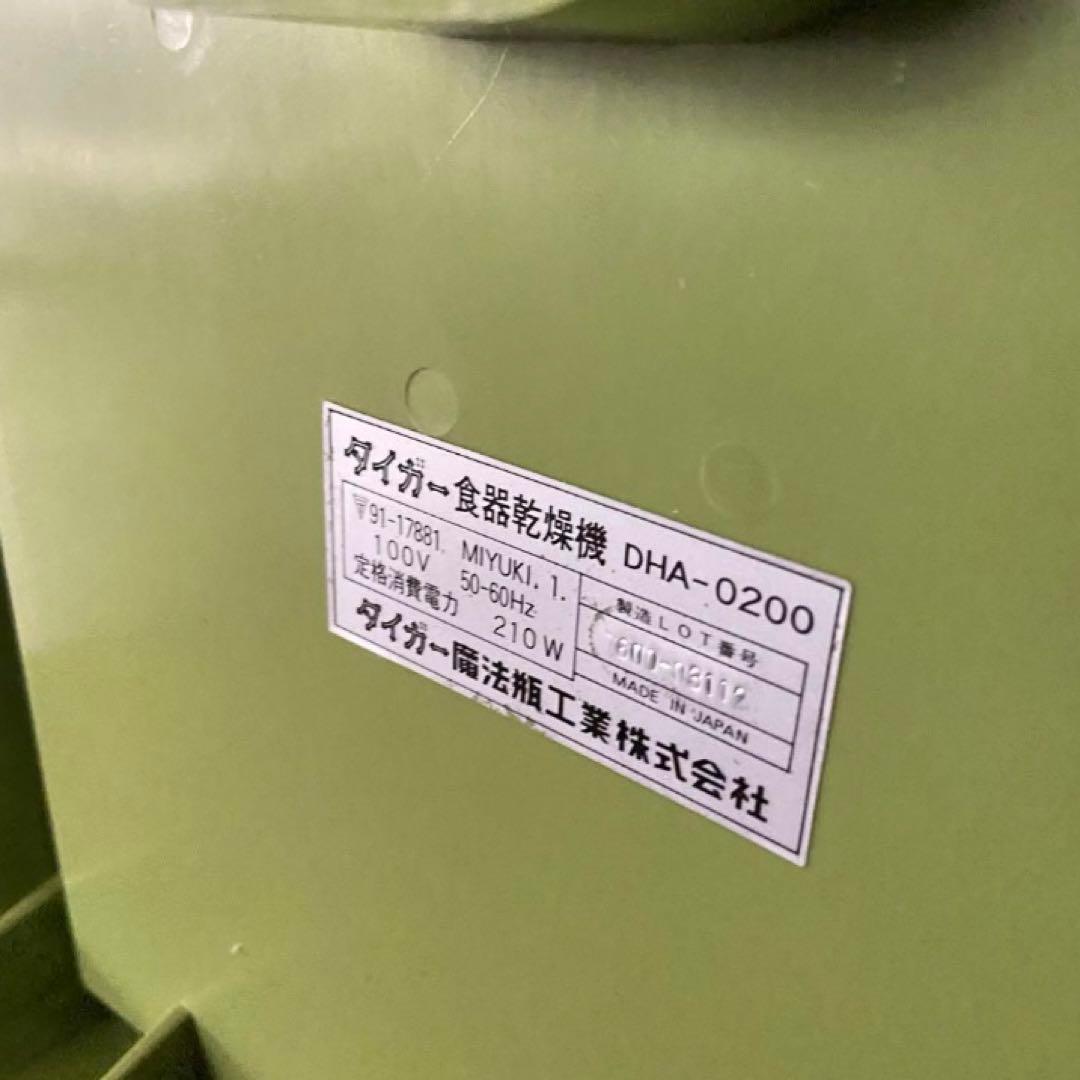 タイガー食器乾燥機 DHA-0200
〒91-17881 MIYUKI. 1.
100V 50-60Hz
定格消費電力 210W
製造LOT番号
MADE IN JAPAN
タイガー魔法瓶工業株式会社